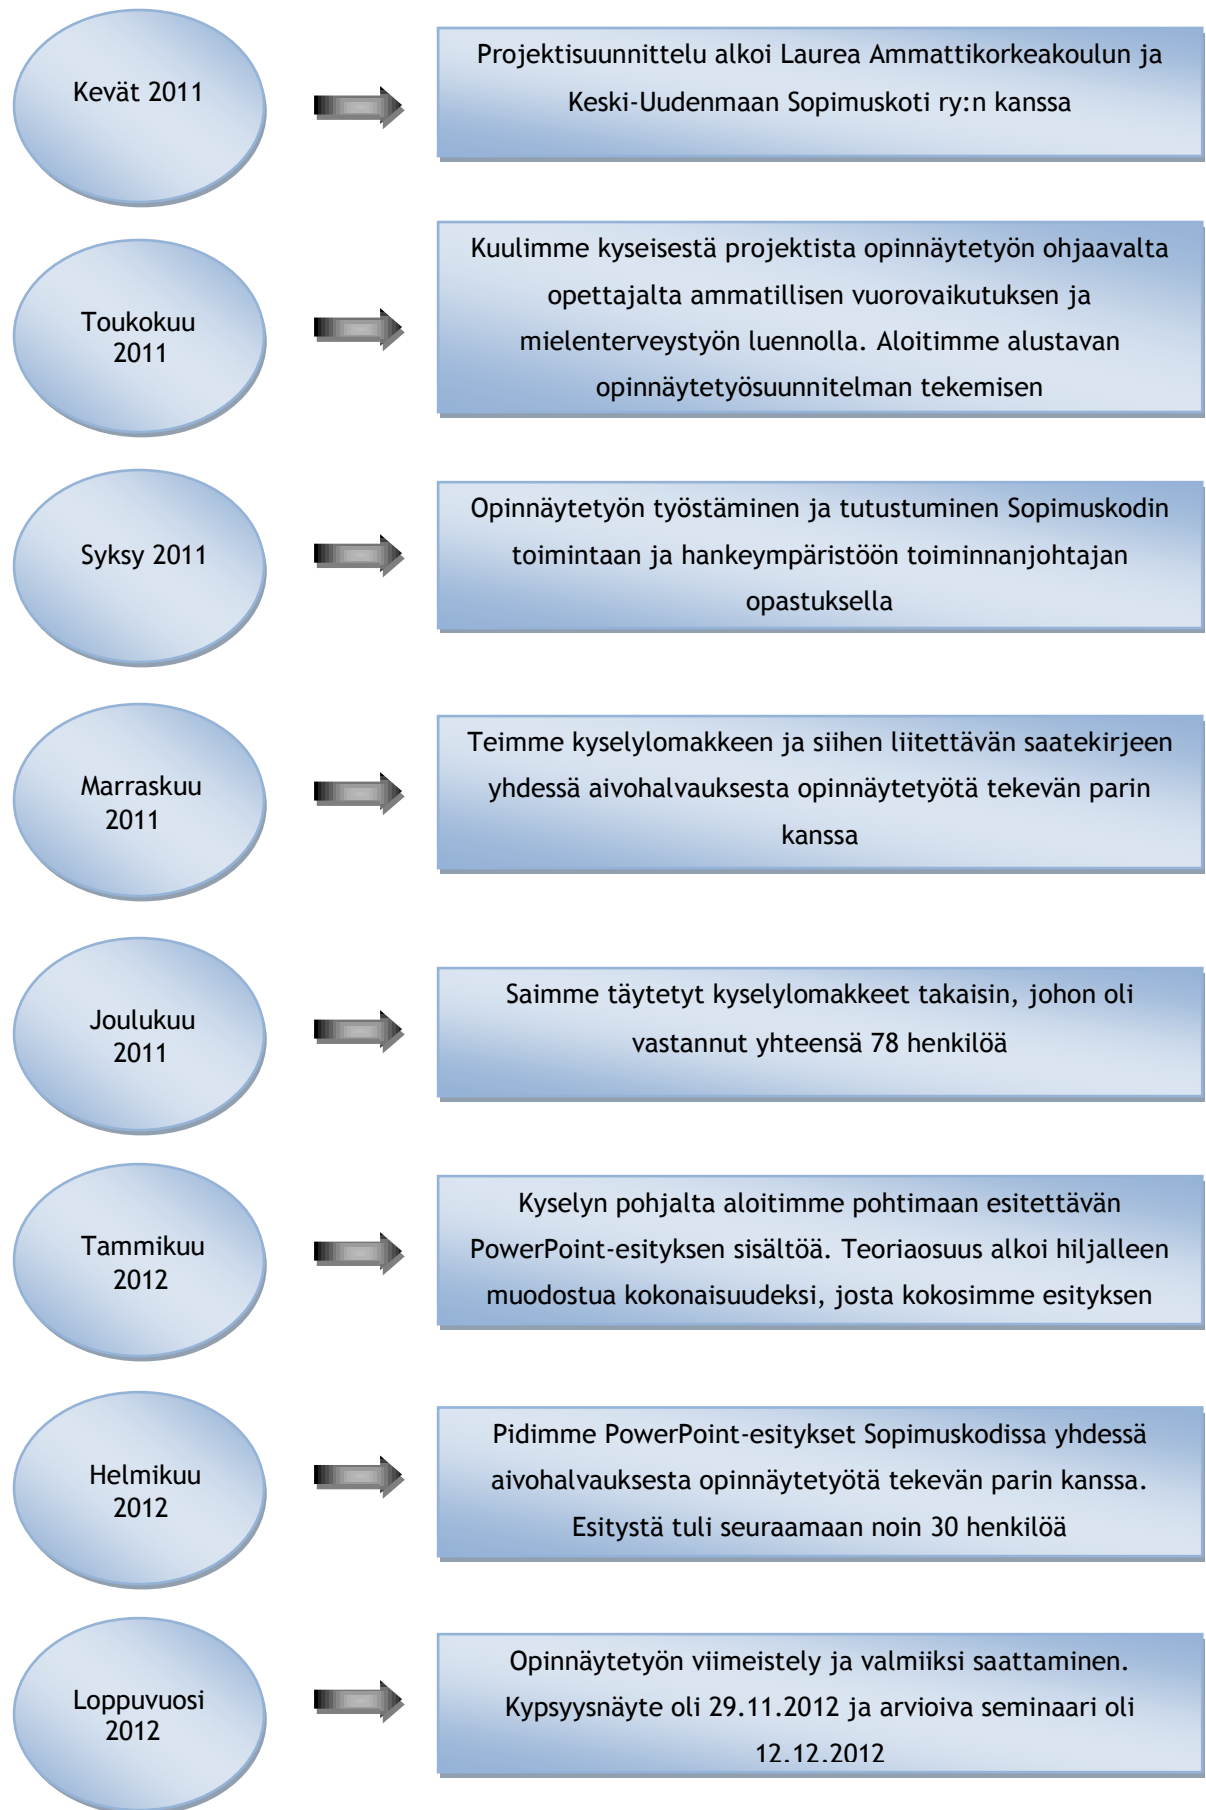 Kevät 2011
Projektisuunnittelu alkoi Laurea Ammattikorkeakoulun ja
Keski-Uudenmaan Sopimuskoti ry:n kanssa
Toukokuu
2011
Kuulimme kyseisestä projektista opinnäytetyön ohjaavalta
opettajalta ammatillisen vuorovaikutuksen ja
mielenterveystyön luennolla. Aloitimme alustavan
opinnäytetyösuunnitelman tekemisen
Syksy 2011
Opinnäytetyön työstäminen ja tutustuminen Sopimuskodin
toimintaan ja hankeympäristöön toiminnanjohtajan
opastuksella
Marraskuu
2011
Teimme kyselylomakkeen ja siihen liitettävän saatekirjeen
yhdessä aivohalvauksesta opinnäytetyötä tekevän parin
kanssa
Joulukuu
2011
Saimme täytetyt kyselylomakkeet takaisin, johon oli
vastannut yhteensä 78 henkilöä
Tammikuu
2012
Kyselyn pohjalta aloitimme pohtimaan esitettävän
PowerPoint-esityksen sisältöä. Teoriaosuus alkoi hiljalleen
muodostua kokonaisuudeksi, josta kokosimme esityksen
Helmikuu
2012
Pidimme PowerPoint-esitykset Sopimuskodissa yhdessä
aivohalvauksesta opinnäytetyötä tekevän parin kanssa.
Esitystä tuli seuraamaan noin 30 henkilöä
Loppuvuosi
2012
Opinnäytetyön viimeistely ja valmiiksi saattaminen.
Kypsyysnäyte oli 29.11.2012 ja arvioiva seminaari oli
12.12.2012